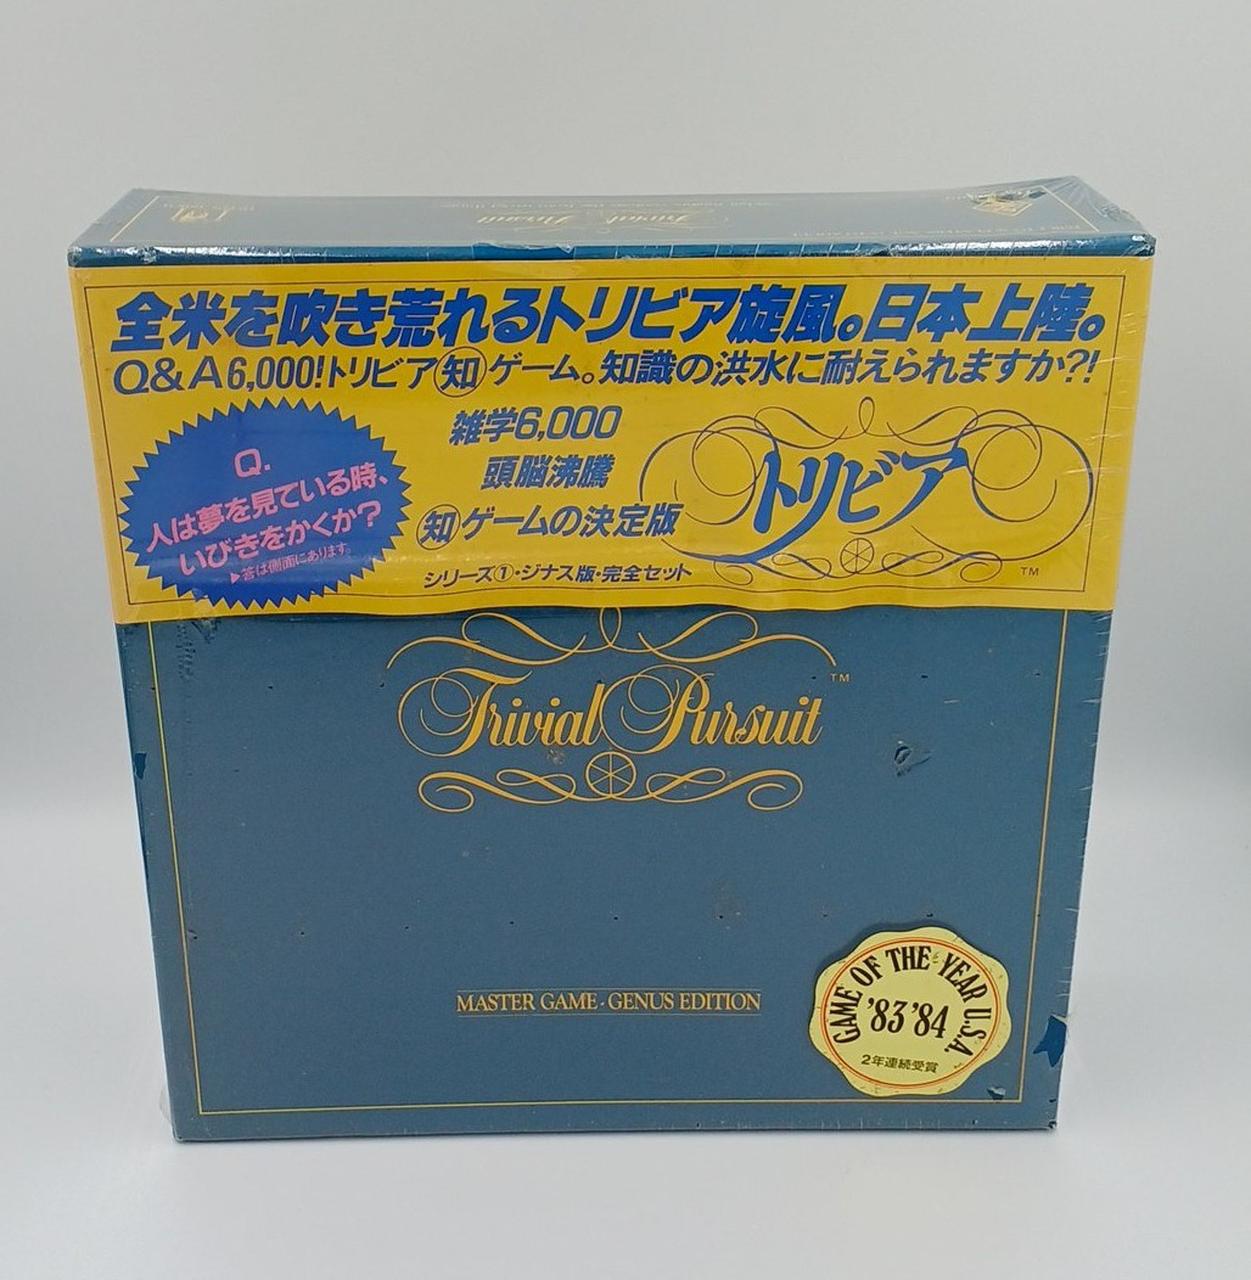 Trivial Pursuit
全米を吹き荒れるトリビア旋風。日本上陸。
Q&A6,000!トリビア知ゲーム。知識の洪水に耐えられますか?!
Q.
人は夢を見ている時、
いびきをかくか?
▶答は側面にあります。
雑学6,000
頭脳沸騰
知ゲームの決定版
シリーズ①・ジナス版・完全セット
トリビア
TM
Trivial Pursuit
TM
MASTER GAME · GENUS EDITION
GAME OF THE YEAR U.S.A.
'83 '84
2年連続受賞